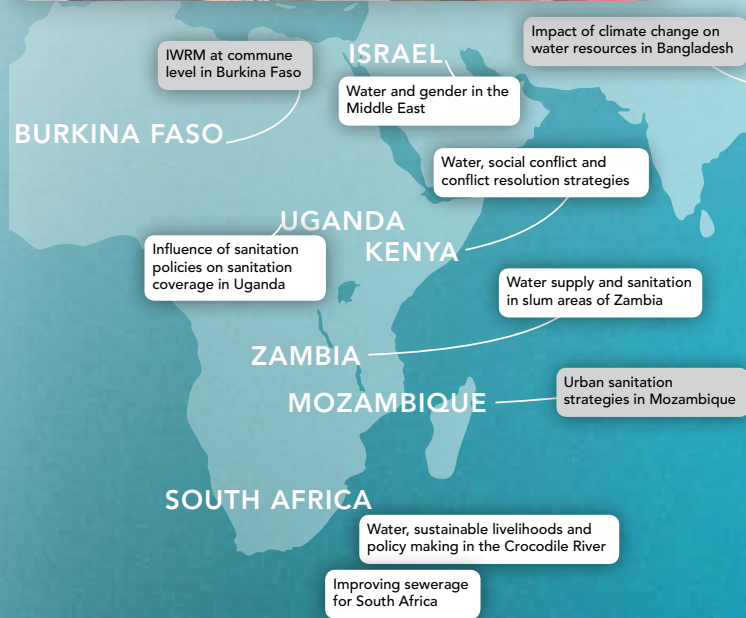 Impact of climate change on
water resources in Bangladesh
IWRM at commune
level in Burkina Faso
ISRAEL
Water and gender in the
Middle East
BURKINA FASO
Water, social conflict and
conflict resolution strategies
UGANDA
KENYA
Influence of sanitation
policies on sanitation
coverage in Uganda
Water supply and sanitation
in slum areas of Zambia
ZAMBIA
Urban sanitation
strategies in Mozambique
MOZAMBIQUE
SOUTH AFRICA
Water, sustainable livelihoods and
policy making in the Crocodile River
Improving sewerage
for South Africa